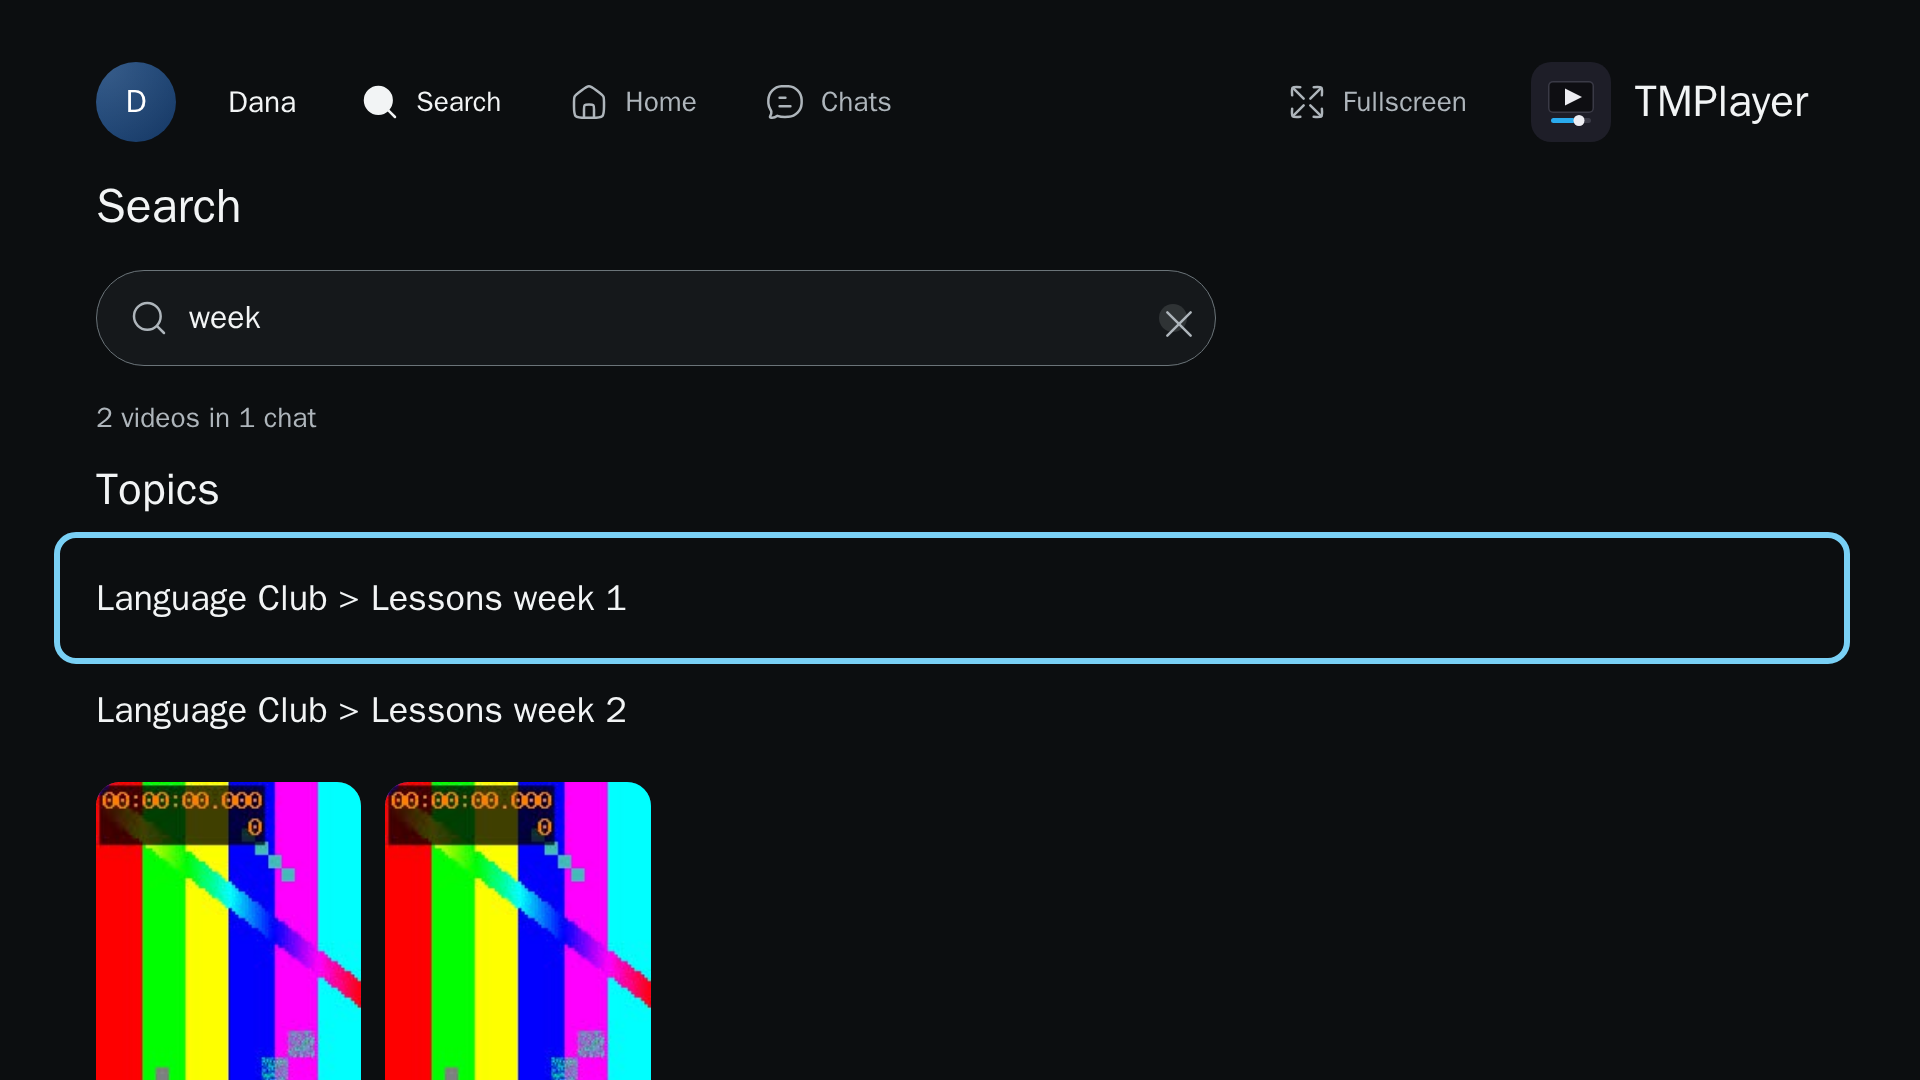 D
Dana
Search
Home
Chats
Fullscreen
TMPlayer
Search
week
2 videos in 1 chat
Topics
Language Club > Lessons week 1
Language Club > Lessons week 2
00:00:00.000
0
00:00:00.000
0